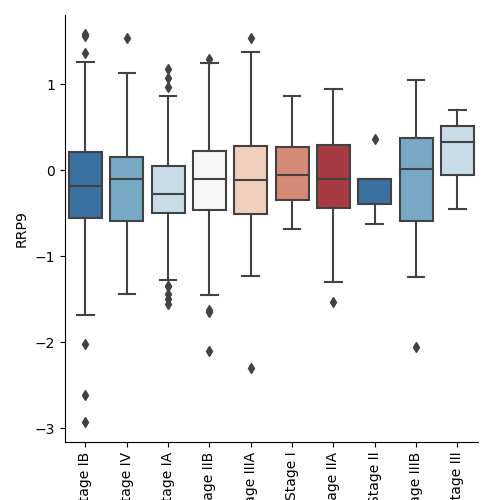 1
0
−1
−2
−3
RRP9
tage IB
tage IV
tage IA
age IIB
age IIIA
Stage I
age IIA
Stage II
age IIIB
tage III